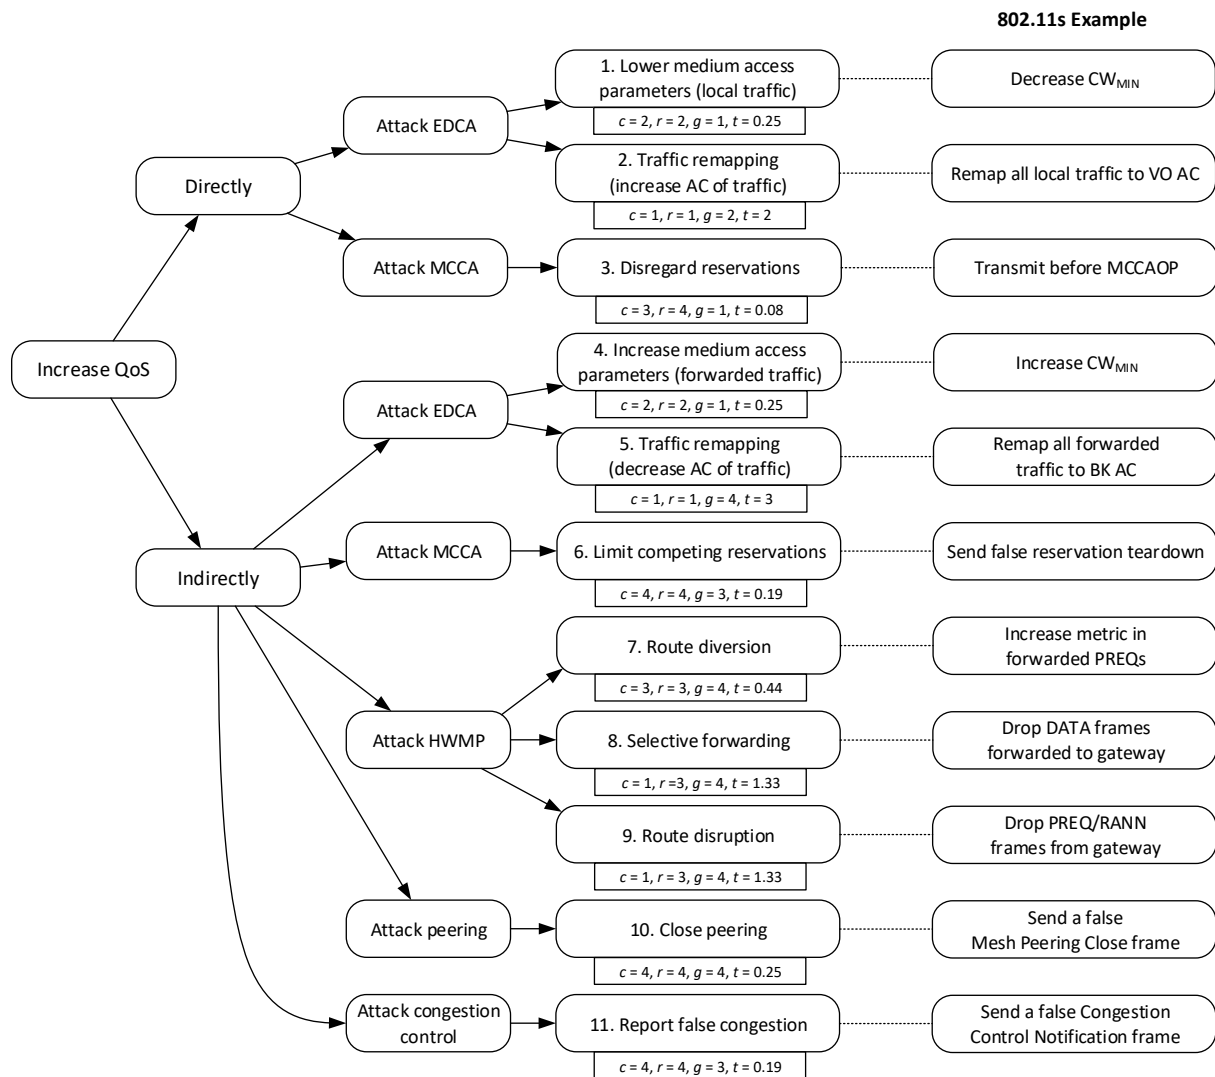 802.11s Example
1. Lower medium access
parameters (local traffic)
Decrease CWMIN
c = 2, r = 2, g = 1, t = 0.25
Attack EDCA
2. Traffic remapping
(increase AC of traffic)
Remap all local traffic to VO AC
c = 1, r = 1, g = 2, t = 2
Directly
Attack MCCA
3. Disregard reservations
Transmit before MCCAOP
c = 3, r = 4, g = 1, t = 0.08
Increase QoS
4. Increase medium access
parameters (forwarded traffic)
Increase CWMIN
c = 2, r = 2, g = 1, t = 0.25
Attack EDCA
5. Traffic remapping
(decrease AC of traffic)
Remap all forwarded
traffic to BK AC
c = 1, r = 1, g = 4, t = 3
Attack MCCA
6. Limit competing reservations
Send false reservation teardown
c = 4, r = 4, g = 3, t = 0.19
Indirectly
7. Route diversion
Increase metric in
forwarded PREQs
c = 3, r = 3, g = 4, t = 0.44
Attack HWMP
8. Selective forwarding
Drop DATA frames
forwarded to gateway
c = 1, r =3, g = 4, t = 1.33
9. Route disruption
Drop PREQ/RANN
frames from gateway
c = 1, r = 3, g = 4, t = 1.33
Attack peering
10. Close peering
Send a false
Mesh Peering Close frame
c = 4, r = 4, g = 4, t = 0.25
Attack congestion
control
11. Report false congestion
Send a false Congestion
Control Notification frame
c = 4, r = 4, g = 3, t = 0.19